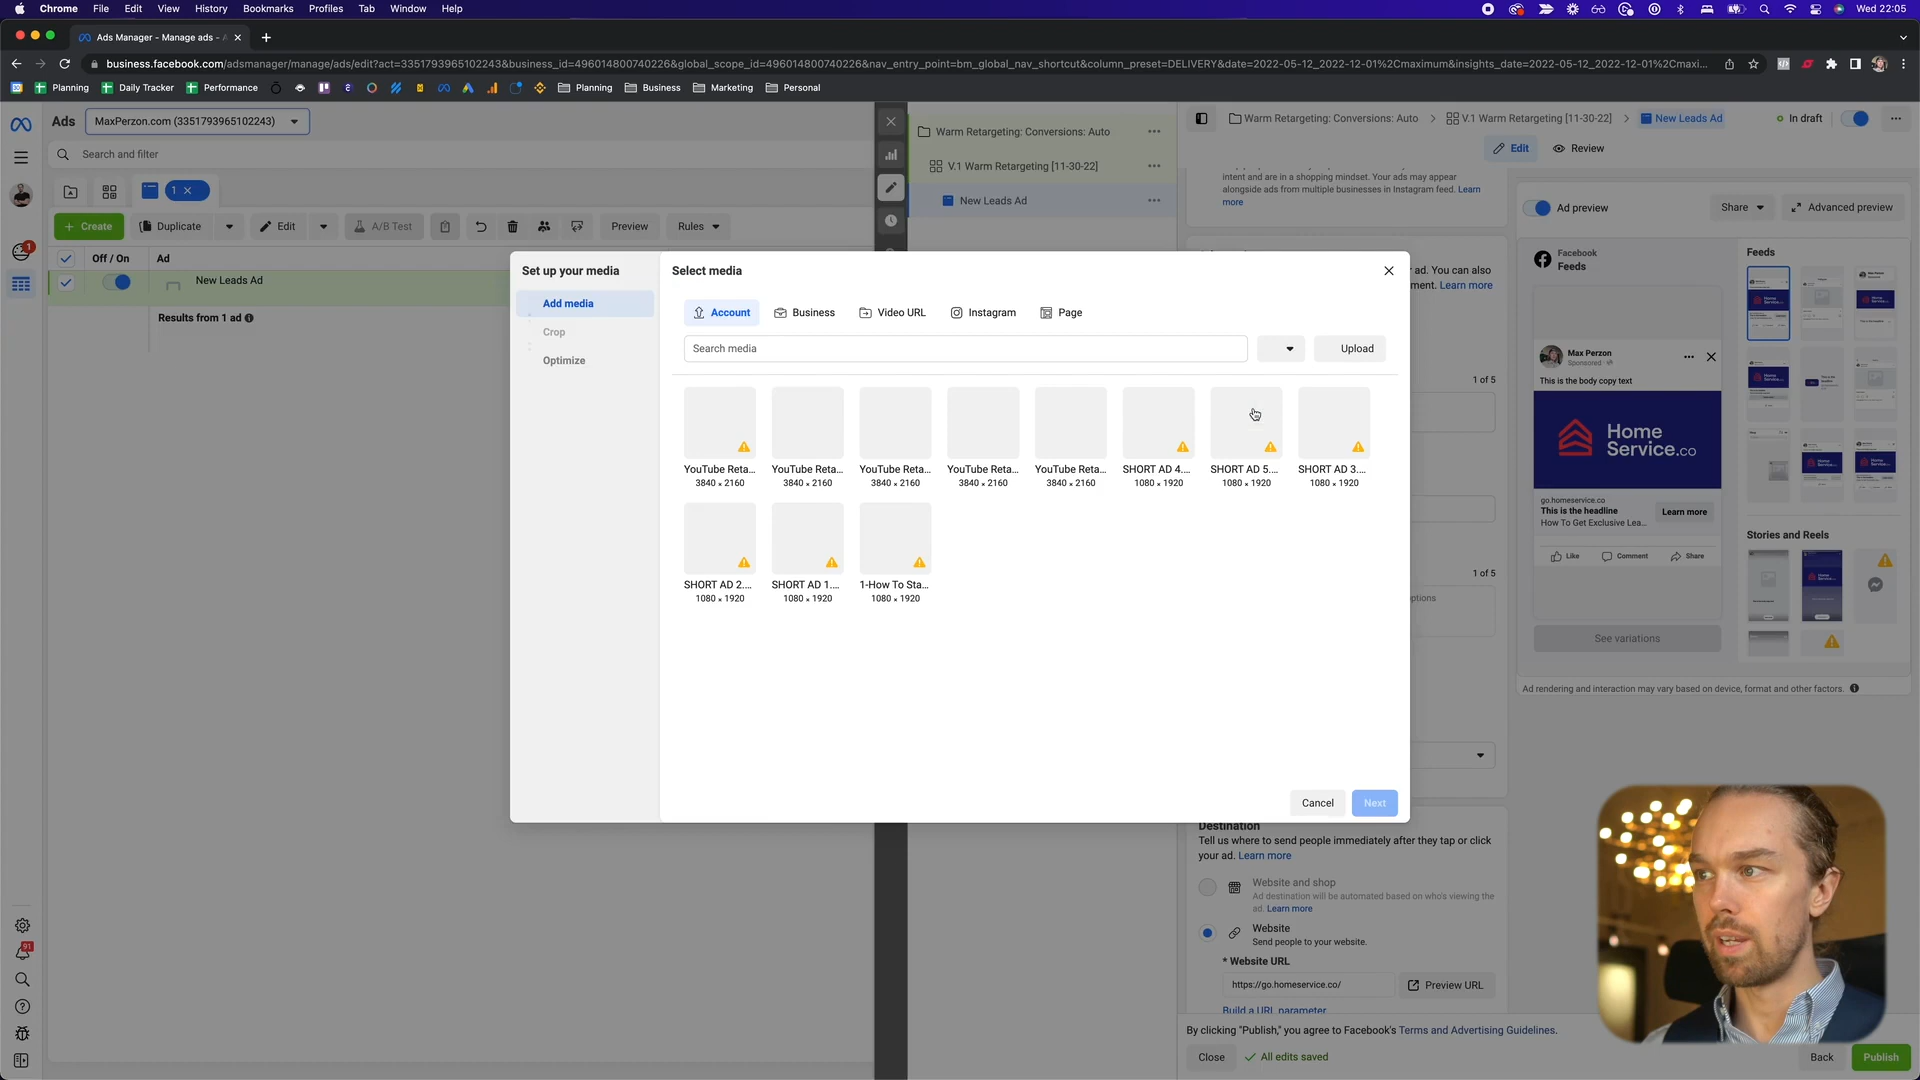 Chrome File Edit View History Bookmarks Profiles Tab Window Help Wed 22:05
Ads Manager - Manage ads -
business.facebook.com/adsmanager/manage/ads/edit?act=3351793965102243&business_id=496014800740226&global_scope_id=496014800740226&nav_entry_point=bm_global_nav_shortcut&column_preset=DELIVERY&date=2022-05-12_2022-12-01%2Cmaximum&insights_date=2022-05-12_2022-12-01%2Cmaxi...
Planning Daily Tracker Performance Planning Business Marketing Personal
Ads MaxPerzon.com (3351793965102243)
Search and filter
1
Create Duplicate Edit A/B Test Preview Rules
Off / On Ad
New Leads Ad
Results from 1 ad
1
91
Warm Retargeting: Conversions: Auto
V.1 Warm Retargeting [11-30-22]
New Leads Ad
Warm Retargeting: Conversions: Auto V.1 Warm Retargeting [11-30-22] New Leads Ad In draft
Edit Review
intent and are in a shopping mindset. Your ads may appear
alongside ads from multiple businesses in Instagram feed. Learn
more
Set up your media
Add media
Crop
Optimize
Select media
Account Business Video URL Instagram Page
Search media Upload
YouTube Reta... YouTube Reta... YouTube Reta... YouTube Reta... YouTube Reta... SHORT AD 4.... SHORT AD 5.... SHORT AD 3....
3840 × 2160 3840 × 2160 3840 × 2160 3840 × 2160 3840 × 2160 1080 × 1920 1080 × 1920 1080 × 1920
SHORT AD 2.... SHORT AD 1.... 1-How To Sta...
1080 × 1920 1080 × 1920 1080 × 1920
Cancel Next
ad. You can also
ment. Learn more
1 of 5
1 of 5
ptions
Ad preview Share Advanced preview
Facebook
Feeds
Max Perzon
Sponsored
This is the body copy text
Home
Service.co
go.homeservice.co
This is the headline
How To Get Exclusive Lea...
Learn more
Like Comment Share
See variations
Feeds
Stories and Reels
Ad rendering and interaction may vary based on device, format and other factors.
Destination
Tell us where to send people immediately after they tap or click
your ad. Learn more
Website and shop
Ad destination will be automated based on who's viewing the
ad. Learn more
Website
Send people to your website.
* Website URL
https://go.homeservice.co/ Preview URL
Build a URL parameter
By clicking "Publish," you agree to Facebook's Terms and Advertising Guidelines.
Close All edits saved Back Publish